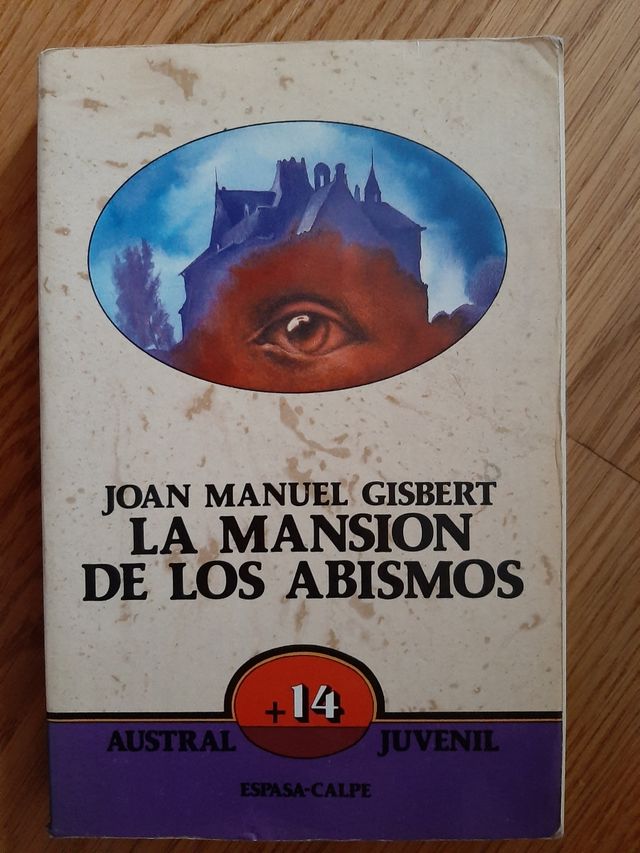 JOAN MANUEL GISBERT
LA MANSION
DE LOS ABISMOS
+14
AUSTRAL JUVENIL
ESPASA-CALPE